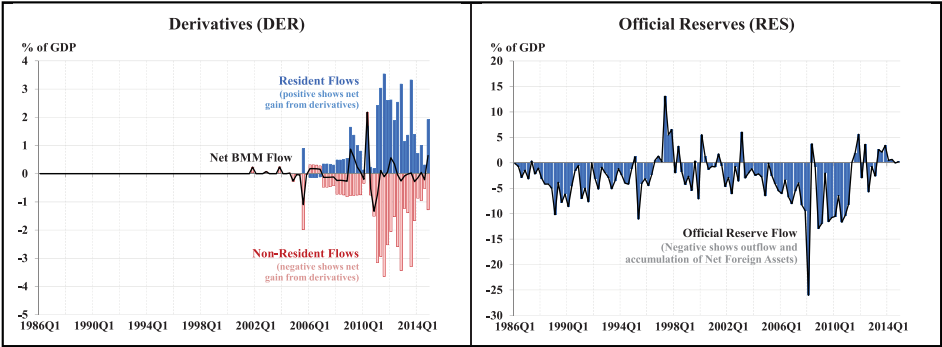 Derivatives (DER)
% of GDP
4
3
2
1
0
-1
-2
-3
-4
-5
Resident Flows
(positive shows net
gain from derivatives)
Net BMM Flow
Non-Resident Flows
(negative shows net
gain from derivatives)
1986Q1 1990Q1 1994Q1 1998Q1 2002Q1 2006Q1 2010Q1 2014Q1
Official Reserves (RES)
% of GDP
20
15
10
5
0
-5
-10
-15
-20
-25
-30
Official Reserve Flow
(Negative shows outflow and
accumulation of Net Foreign Assets)
1986Q1 1990Q1 1994Q1 1998Q1 2002Q1 2006Q1 2010Q1 2014Q1